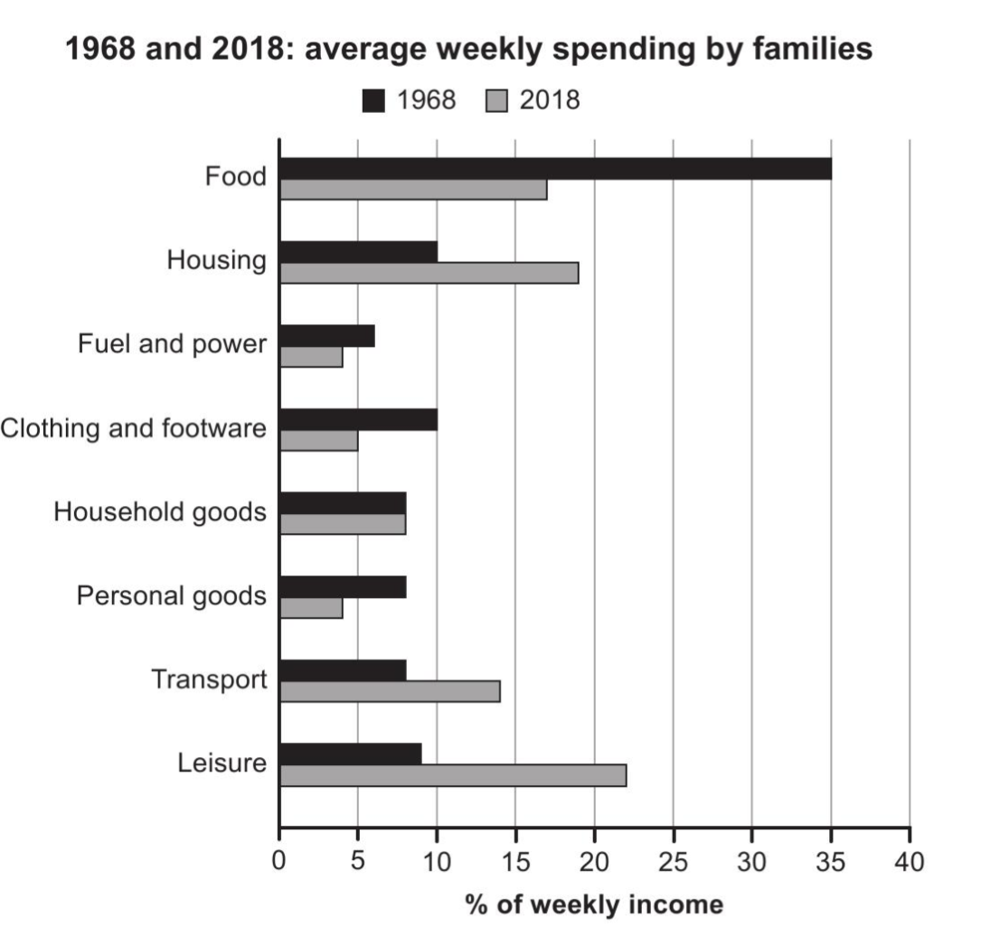 1968 and 2018: average weekly spending by families
1968 2018
Food
Housing
Fuel and power
Clothing and footware
Household goods
Personal goods
Transport
Leisure
0 5 10 15 20 25 30 35 40
% of weekly income